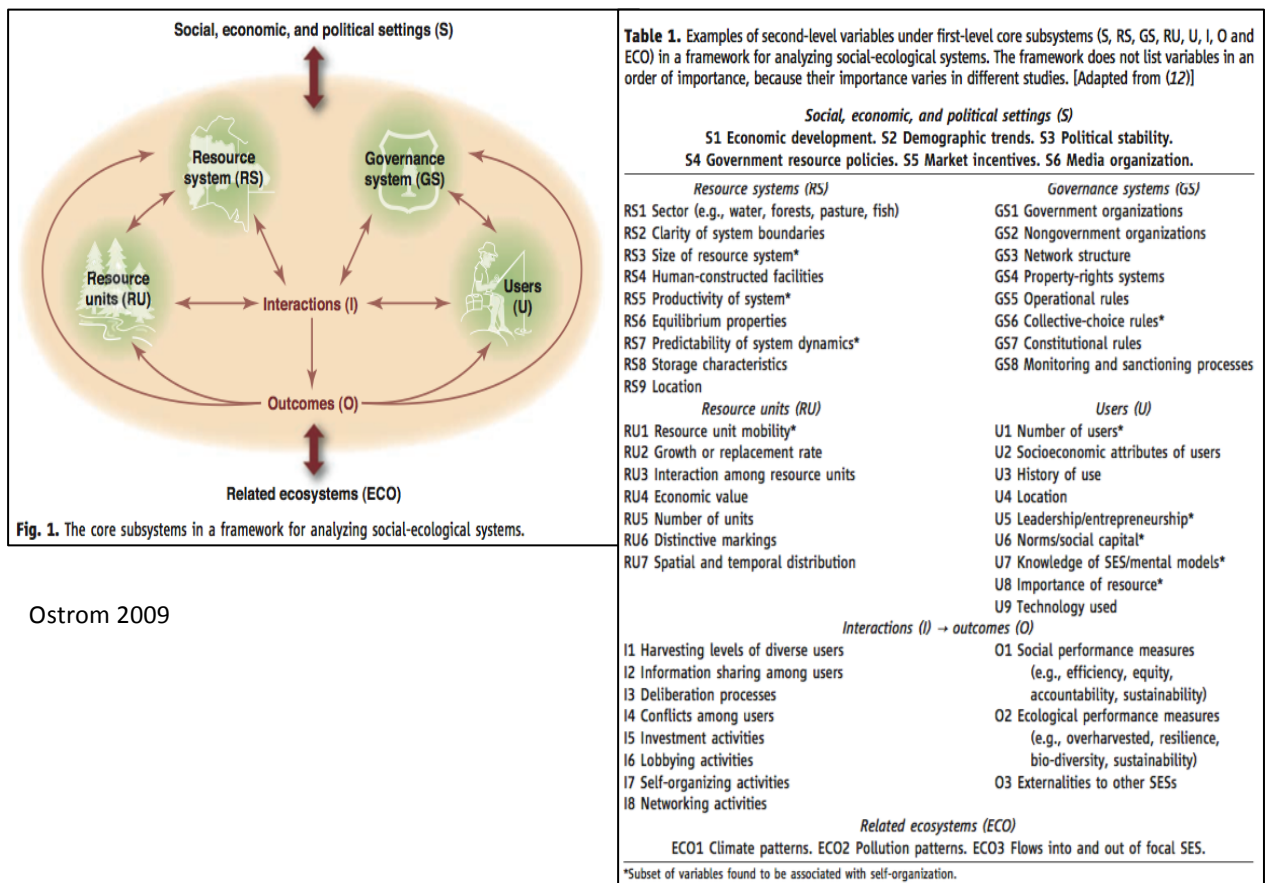 Social, economic, and political settings (S)
Resource
system (RS)
Governance
system (GS)
Resource
units (RU)
Interactions (I)
Users
(U)
Outcomes (O)
Related ecosystems (ECO)
Fig. 1. The core subsystems in a framework for analyzing social-ecological systems.
Ostrom 2009
Table 1. Examples of second-level variables under first-level core subsystems (S, RS, GS, RU, U, I, O and
ECO) in a framework for analyzing social-ecological systems. The framework does not list variables in an
order of importance, because their importance varies in different studies. [Adapted from (12)]
Social, economic, and political settings (S)
S1 Economic development. S2 Demographic trends. S3 Political stability.
S4 Government resource policies. S5 Market incentives. S6 Media organization.
Resource systems (RS)
RS1 Sector (e.g., water, forests, pasture, fish)
RS2 Clarity of system boundaries
RS3 Size of resource system*
RS4 Human-constructed facilities
RS5 Productivity of system*
RS6 Equilibrium properties
RS7 Predictability of system dynamics*
RS8 Storage characteristics
RS9 Location
Governance systems (GS)
GS1 Government organizations
GS2 Nongovernment organizations
GS3 Network structure
GS4 Property-rights systems
GS5 Operational rules
GS6 Collective-choice rules*
GS7 Constitutional rules
GS8 Monitoring and sanctioning processes
Resource units (RU)
RU1 Resource unit mobility*
RU2 Growth or replacement rate
RU3 Interaction among resource units
RU4 Economic value
RU5 Number of units
RU6 Distinctive markings
RU7 Spatial and temporal distribution
Users (U)
U1 Number of users*
U2 Socioeconomic attributes of users
U3 History of use
U4 Location
U5 Leadership/entrepreneurship*
U6 Norms/social capital*
U7 Knowledge of SES/mental models*
U8 Importance of resource*
U9 Technology used
Interactions (I) → outcomes (O)
I1 Harvesting levels of diverse users
I2 Information sharing among users
I3 Deliberation processes
I4 Conflicts among users
I5 Investment activities
I6 Lobbying activities
I7 Self-organizing activities
I8 Networking activities
O1 Social performance measures
(e.g., efficiency, equity,
accountability, sustainability)
O2 Ecological performance measures
(e.g., overharvested, resilience,
bio-diversity, sustainability)
O3 Externalities to other SESs
Related ecosystems (ECO)
ECO1 Climate patterns. ECO2 Pollution patterns. ECO3 Flows into and out of focal SES.
*Subset of variables found to be associated with self-organization.